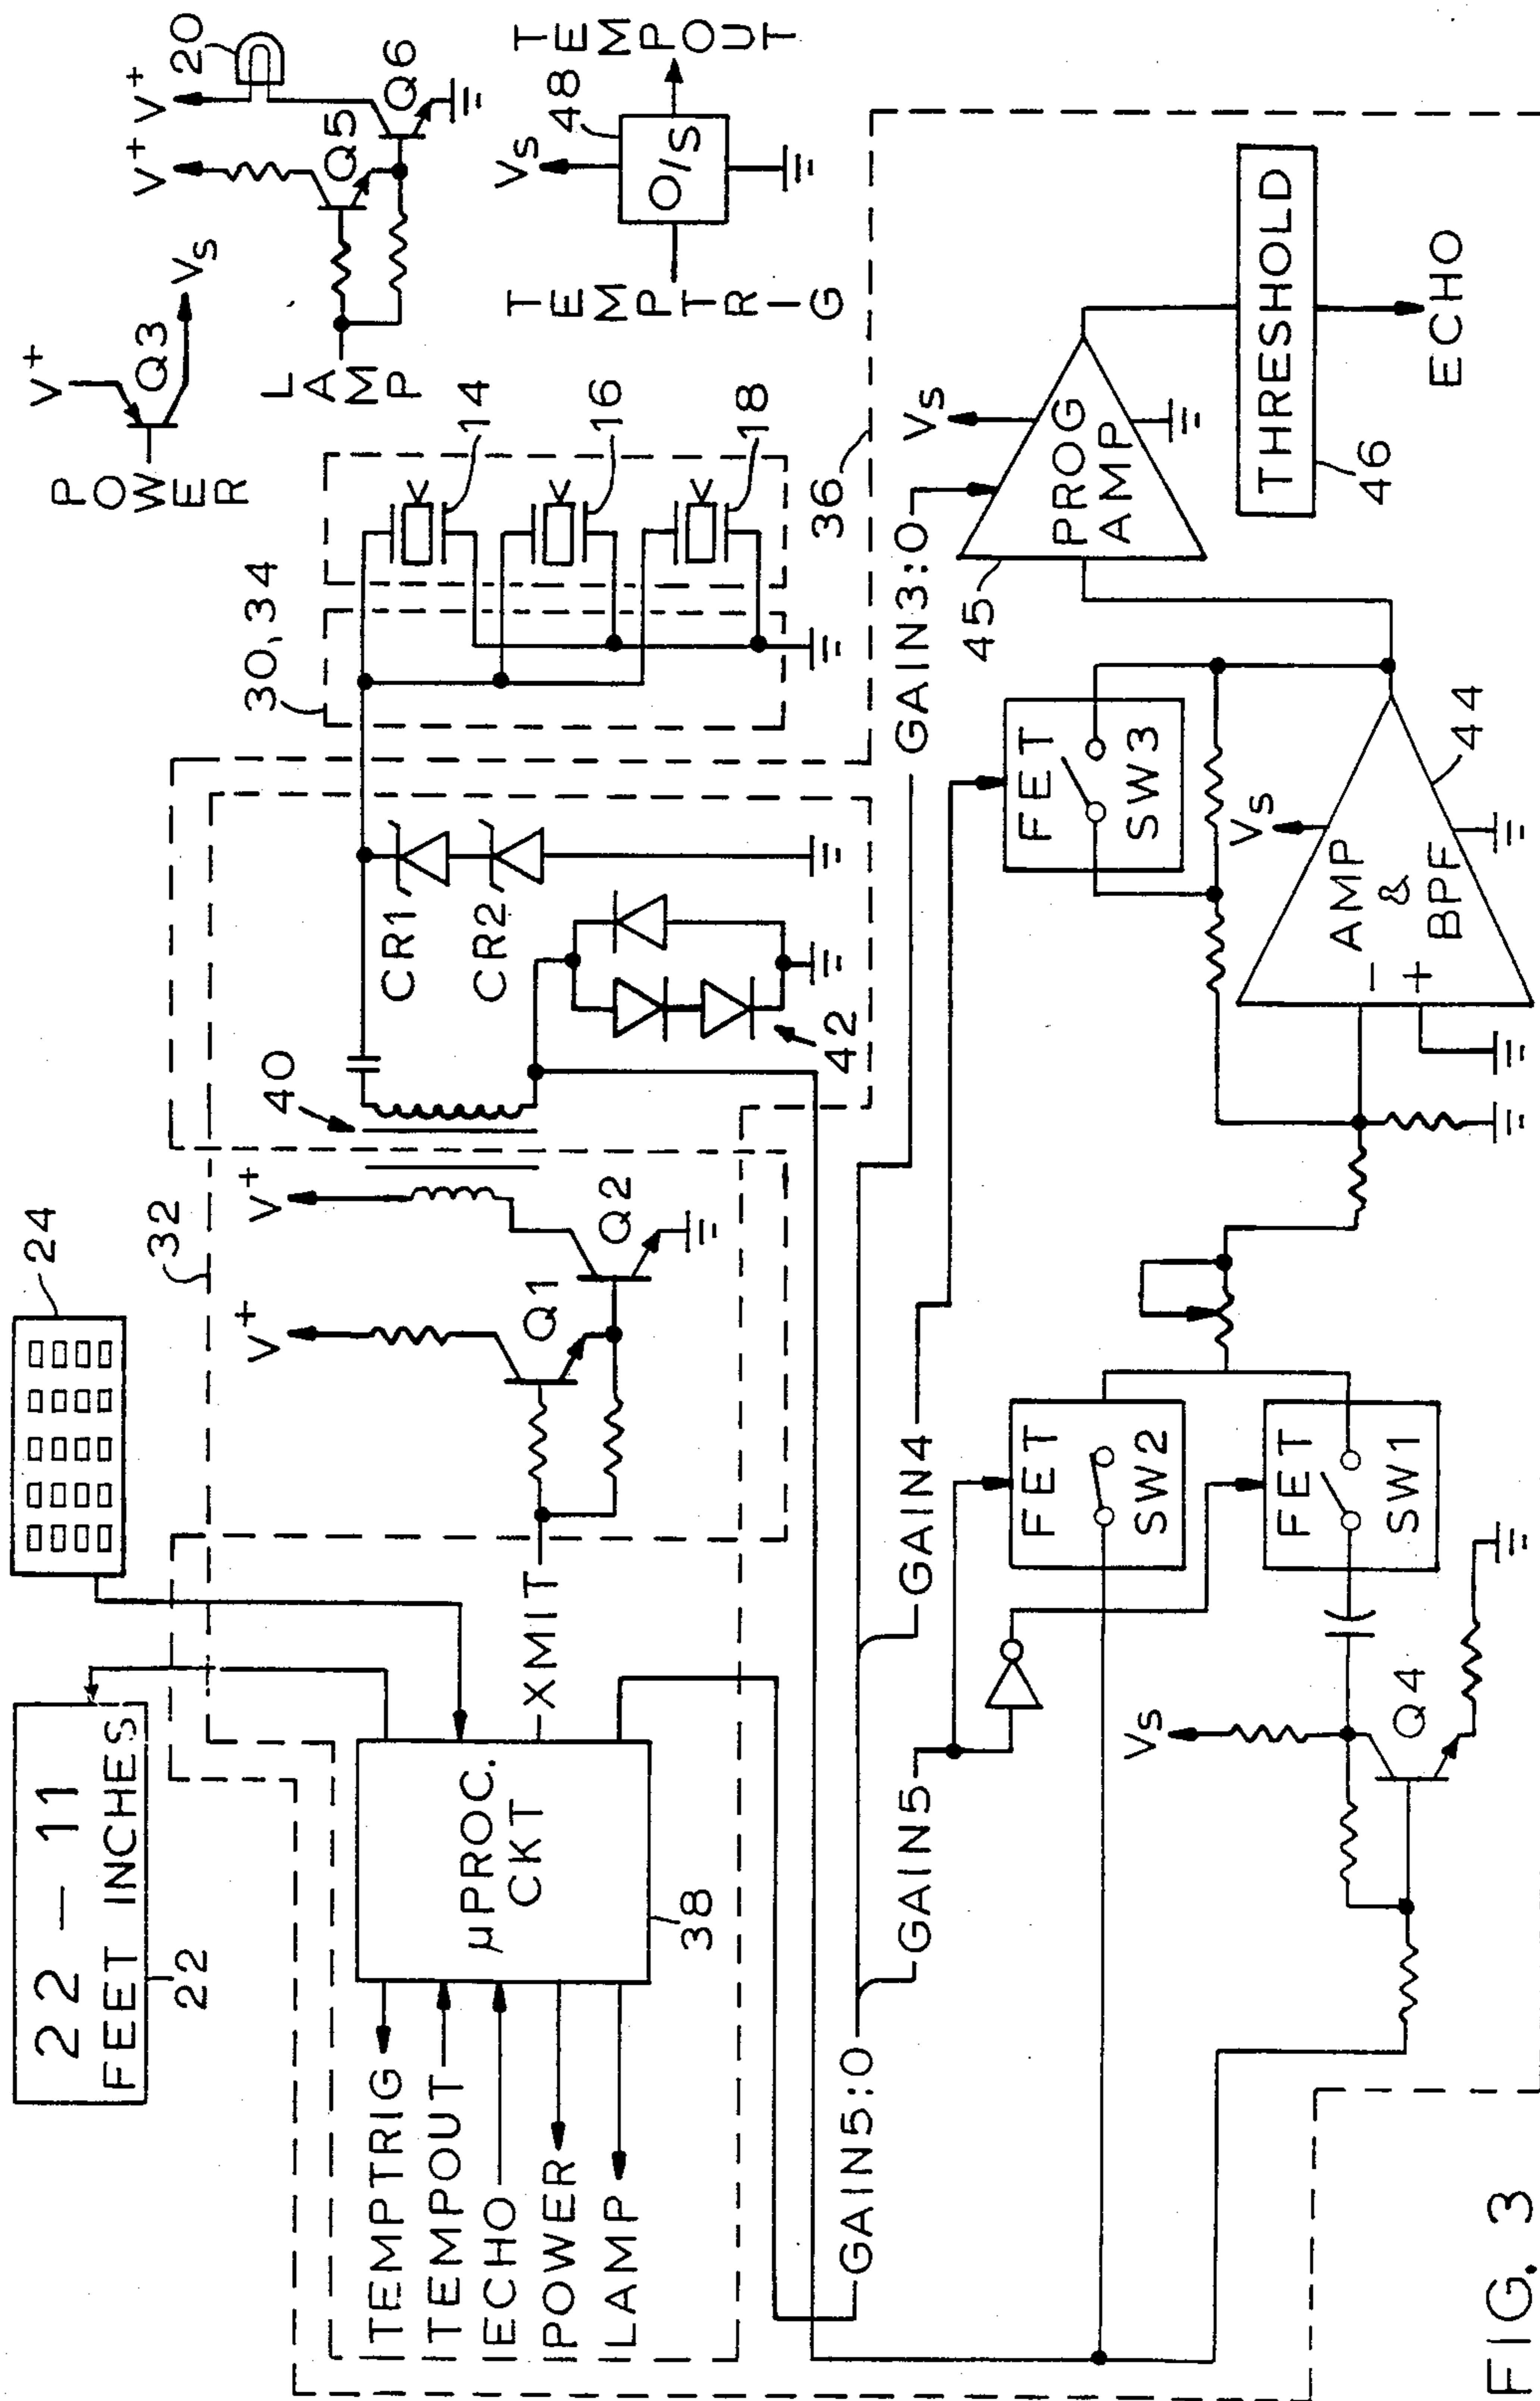 22-11
FEET INCHES
22
24
32
µPROC.
CKT
38
TEMPTRIG
TEMPOUT
ECHO
POWER
LAMP
XMIT
V+
Q1
V+
Q2
40
CR1
CR2
42
30,34
14
16
18
36
POWER
V+
Q3
VS
LAMP
V+
Q5
V+
20
Q6
TEMPTRIG
VS
48
O/S
TEMPOUT
GAIN5:0
GAIN5
GAIN4
GAIN3:0
FET
SW2
FET
SW1
VS
Q4
FET
SW3
VS
AMP
&
BPF
-
+
44
45
VS
PROG
AMP
THRESHOLD
46
ECHO
FIG. 3